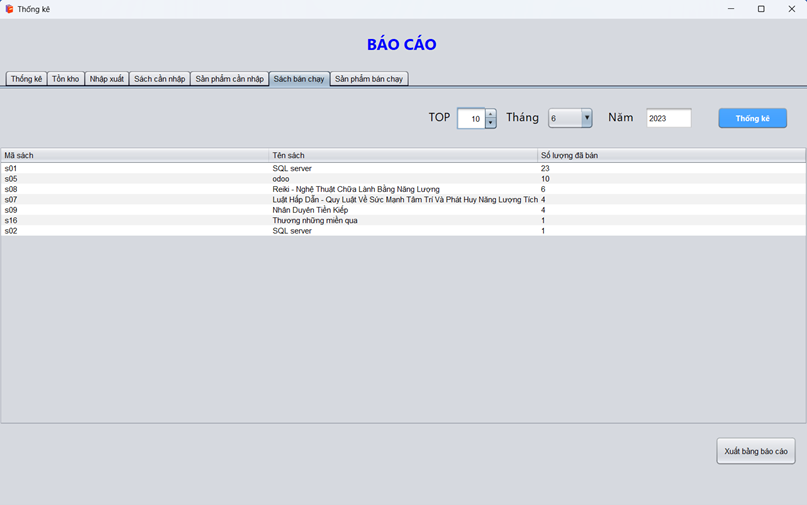 Thống kê
BÁO CÁO
Thống kê Tồn kho Nhập xuất Sách cần nhập Sản phẩm cần nhập Sách bán chạy Sản phẩm bán chạy
TOP 10 Tháng 6 Năm 2023 Thống kê
Mã sách Tên sách Số lượng đã bán
s01 SQL server 23
s05 odoo 10
s08 Reiki - Nghệ Thuật Chữa Lành Bằng Năng Lượng 6
s07 Luật Hấp Dẫn - Quy Luật Về Sức Mạnh Tâm Trí Và Phát Huy Năng Lượng Tích 4
s09 Nhân Duyên Tiền Kiếp 4
s16 Thương những miền qua 1
s02 SQL server 1
Xuất bảng báo cáo